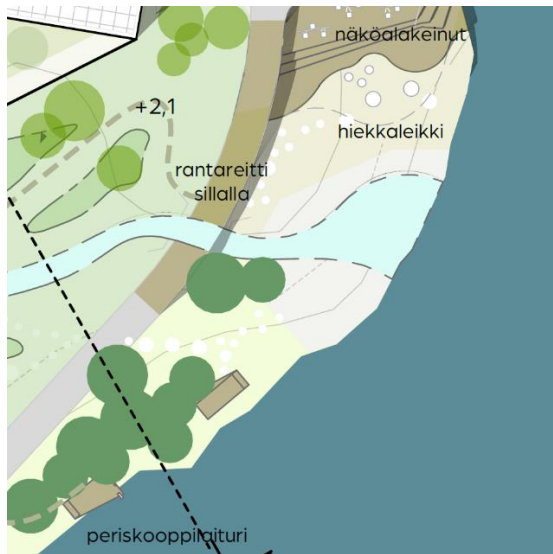 näköalakeinut
+2,1
hiekkaleikki
rantareitti
sillalla
periskooppilaituri